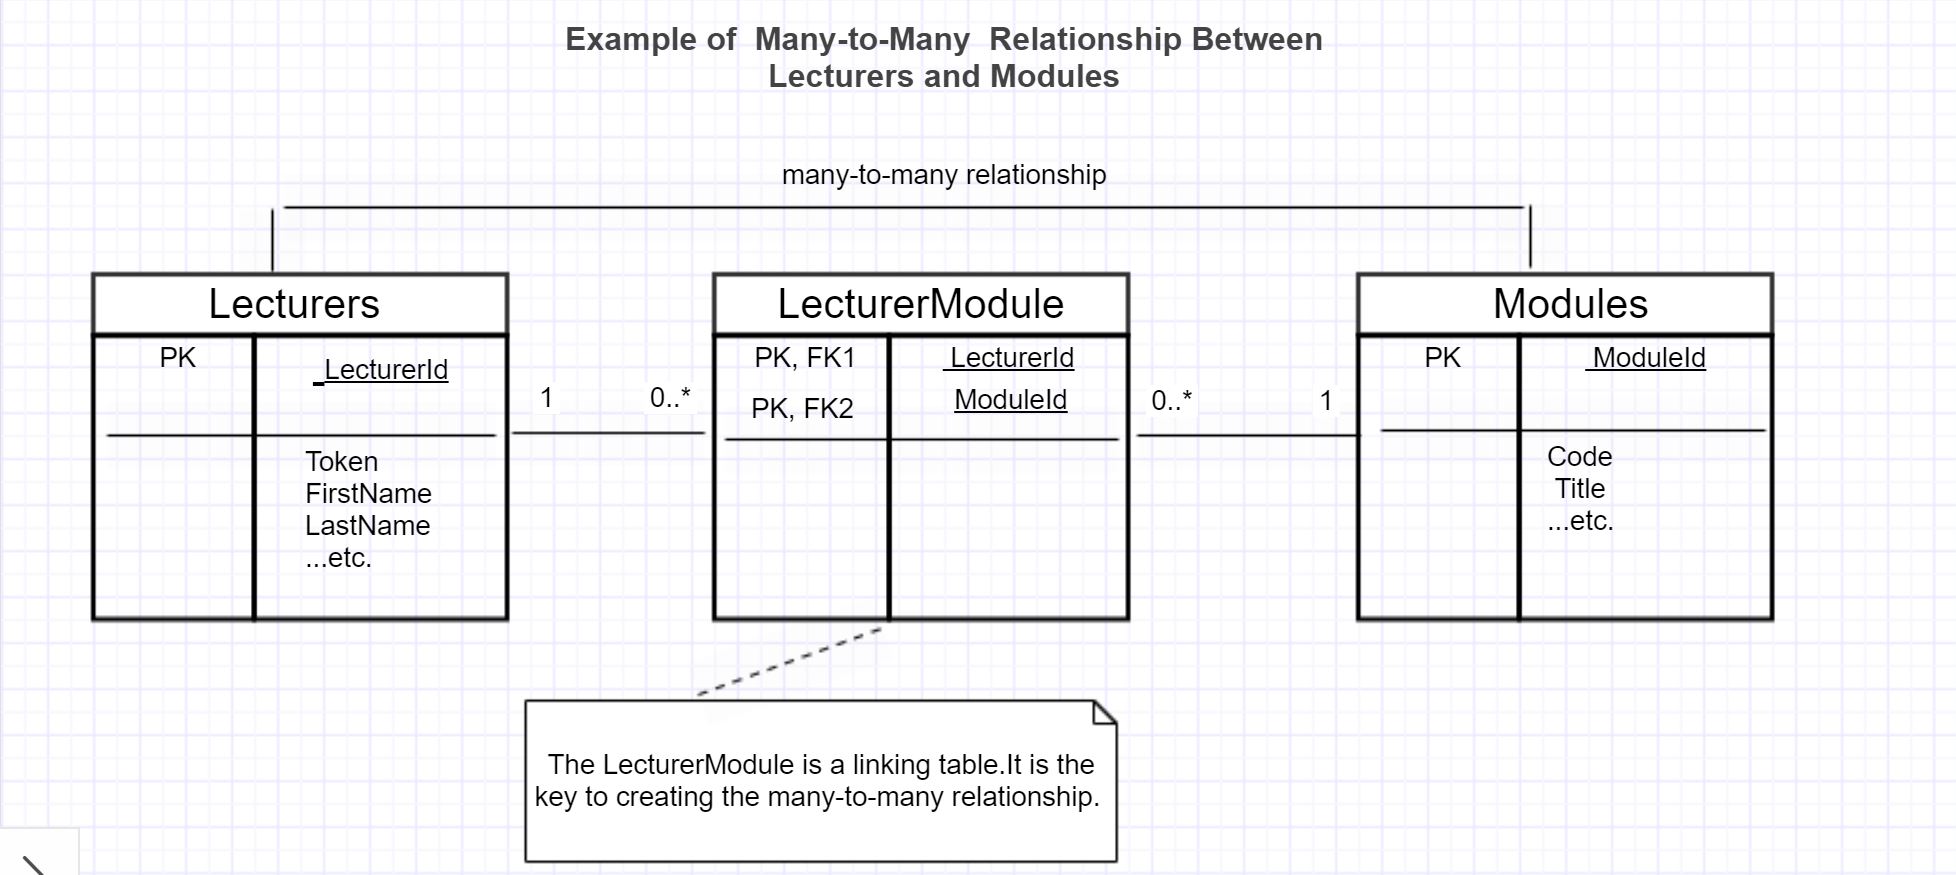 Example of Many-to-Many Relationship Between
Lecturers and Modules
many-to-many relationship
Lecturers
PK
LecturerId
Token
FirstName
LastName
...etc.
1
0..*
LecturerModule
PK, FK1
LecturerId
PK, FK2
ModuleId
0..*
1
Modules
PK
ModuleId
Code
Title
...etc.
The LecturerModule is a linking table.It is the
key to creating the many-to-many relationship.